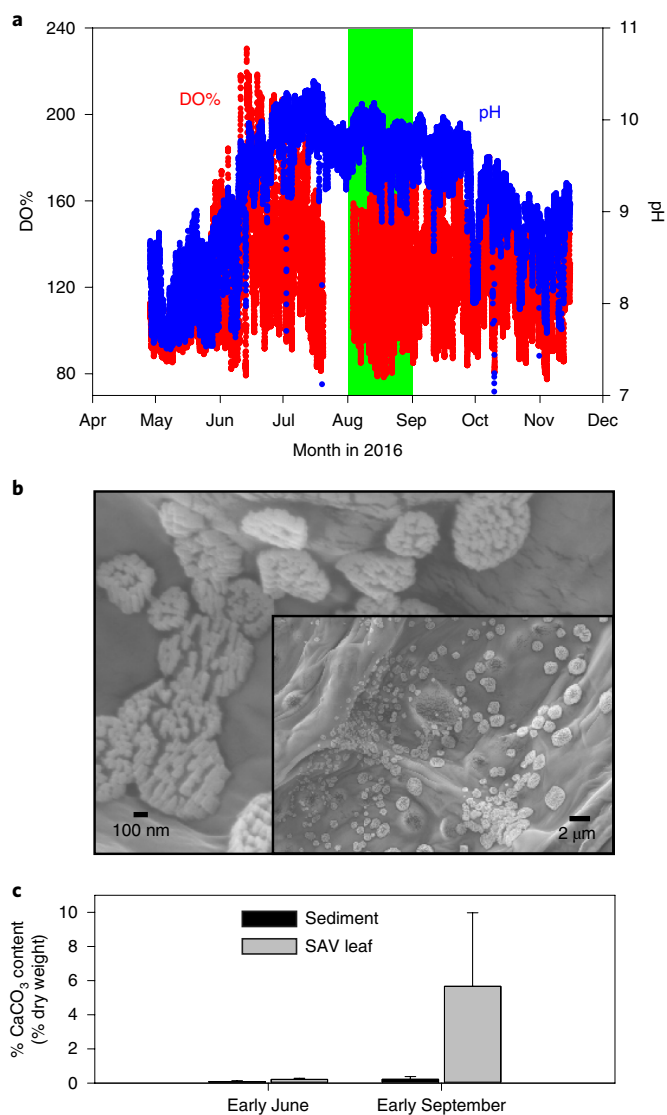 a
240
200
160
120
80
DO%
DO%
pH
11
10
9
8
7
pH
Apr May Jun Jul Aug Sep Oct Nov Dec
Month in 2016
b
100 nm
2 μm
c
10
8
6
4
2
0
% CaCO₃ content
(% dry weight)
Sediment
SAV leaf
Early June Early September